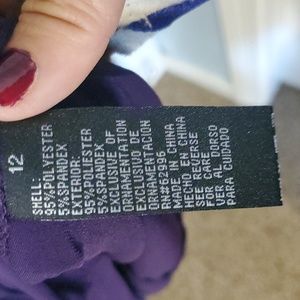 12
SHELL:
95%POLYESTER
5%SPANDEX
EXTERIOR:
95%POLIESTER
5%SPANDEX
EXCLUSIVE OF
ORNAMENTATION
EXCLUSIVO DE
ORNAMENTACION
RN#62596
MADE IN CHINA
HECHO EN CHINA
SEE REVERSE
FOR CARE
VER AL DORSO
PARA CUIDADO